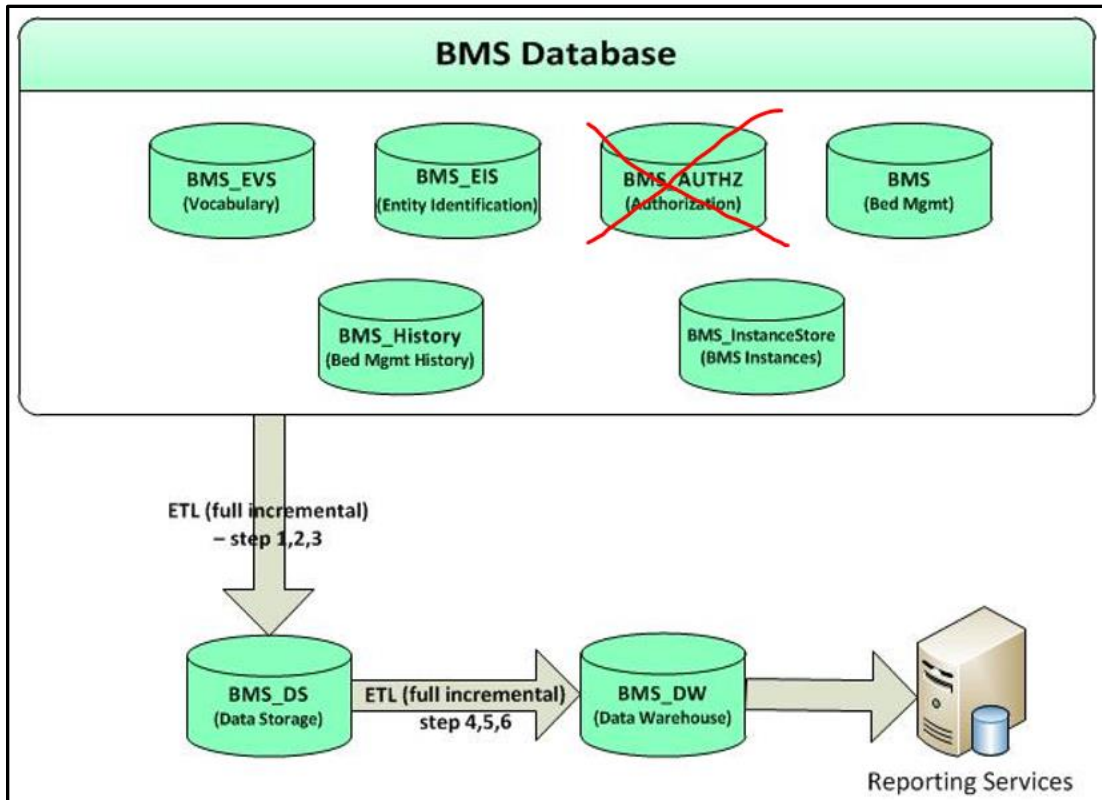 BMS Database
BMS_EVS
(Vocabulary)
BMS_EIS
(Entity Identification)
BMS_AUTHZ
(Authorization)
BMS
(Bed Mgmt)
BMS_History
(Bed Mgmt History)
BMS_InstanceStore
(BMS Instances)
ETL (full incremental)
– step 1,2,3
BMS_DS
(Data Storage)
ETL (full incremental)
step 4,5,6
BMS_DW
(Data Warehouse)
Reporting Services